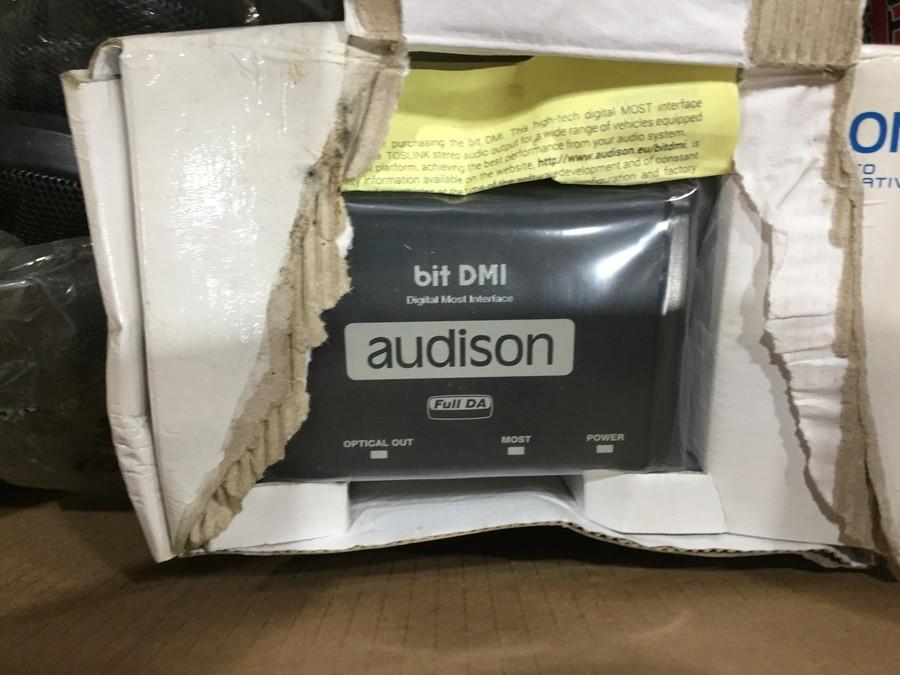 purchasing the bit DMI. This high-tech digital MOST interface
TOSLINK stereo audio output for a wide range of vehicles equipped
platform, achieving the best performance from your audio system.
information available on the website, http://www.audison.eu/bitdmi, is
development and of constant
and factory
bit DMI
Digital Most Interface
audison
Full DA
OPTICAL OUT
MOST
POWER